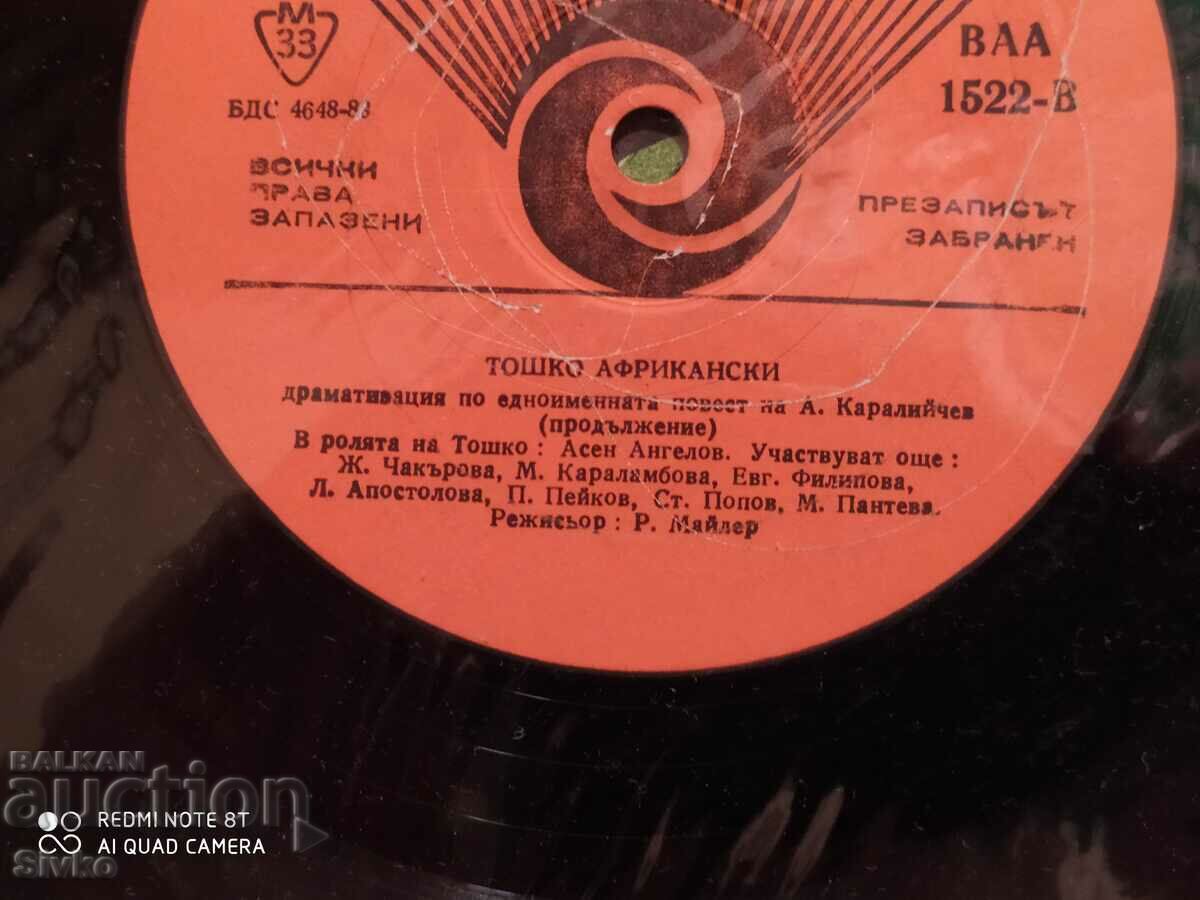 М
33
ВАА
1522-В
БДС 4648-83
ВСИЧКИ
ПРАВА
ЗАПАЗЕНИ
ПРЕЗАПИСЪТ
ЗАБРАНЕН
ТОШКО АФРИКАНСКИ
драмативация по едноименната повест на А. Каралийчев
(продължение)
В ролята на Тошко : Асен Ангелов. Участвуват още :
Ж. Чакърова, М. Караламбова, Евг. Филипова,
Л. Апостолова, П. Пейков, Ст. Попов, М. Пантева.
Режисьор : Р. Майлер
BALKAN
auction
REDMI NOTE 8T
AI QUAD CAMERA
Sivko